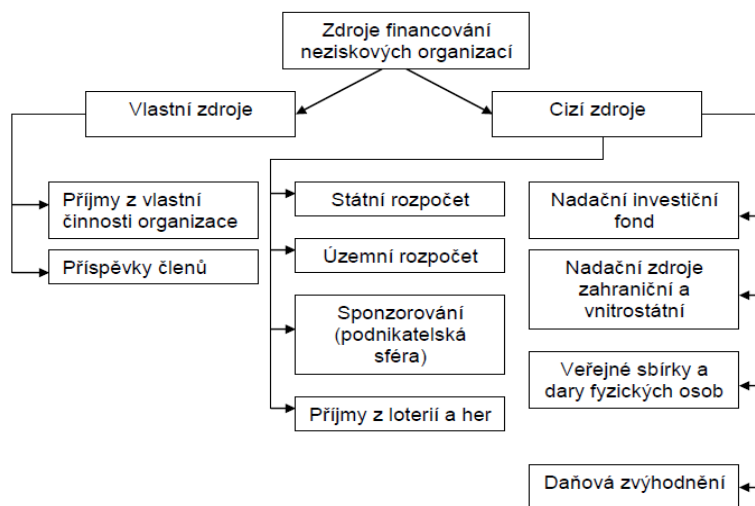 Zdroje financování
neziskových organizací
Vlastní zdroje
Cizí zdroje
Příjmy z vlastní
činnosti organizace
Příspěvky členů
Státní rozpočet
Územní rozpočet
Sponzorování
(podnikatelská
sféra)
Příjmy z loterií a her
Nadační investiční
fond
Nadační zdroje
zahraniční a
vnitrostátní
Veřejné sbírky a
dary fyzických osob
Daňová zvýhodnění